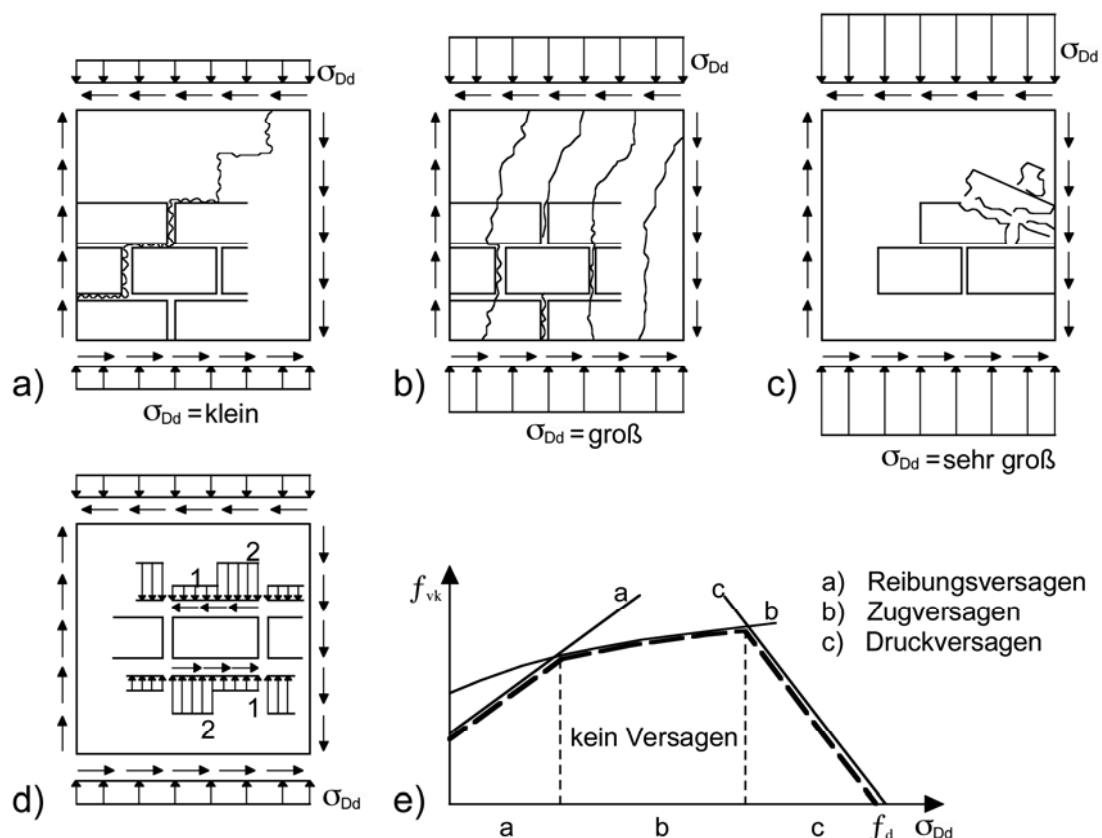 σDd
a)
σDd = klein
σDd
b)
σDd = groß
σDd
c)
σDd = sehr groß
1
2
2
1
d)
σDd
fvk
a
c
b
a) Reibungsversagen
b) Zugversagen
c) Druckversagen
kein Versagen
e)
a
b
c
fd
σDd